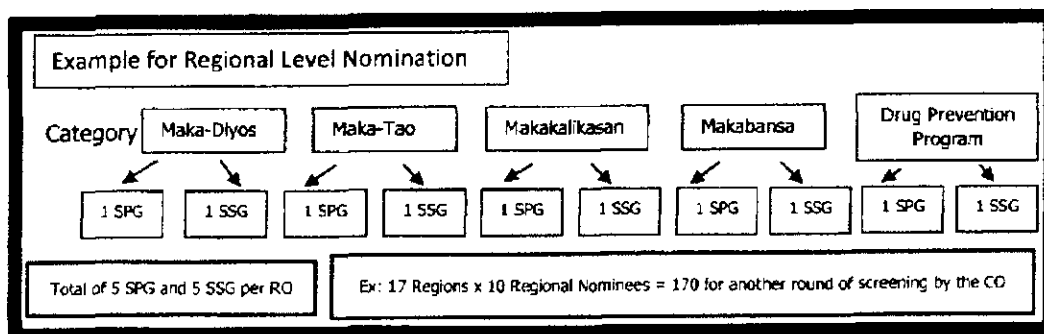 Example for Regional Level Nomination
Category
Maka-Diyos
Maka-Tao
Makakalikasan
Makabansa
Drug Prevention
Program
1 SPG
1 SSG
1 SPG
1 SSG
1 SPG
1 SSG
1 SPG
1 SSG
1 SPG
1 SSG
Total of 5 SPG and 5 SSG per RO
Ex: 17 Regions x 10 Regional Nominees = 170 for another round of screening by the CO